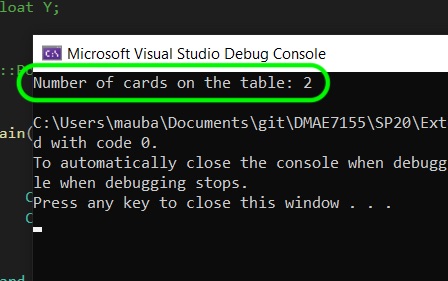 loat Y;
Microsoft Visual Studio Debug Console
Number of cards on the table: 2
C:\Users\mauba\Documents\git\DMAE7155\SP20\Ext
d with code 0.
ain(
To automatically close the console when debugg
le when debugging stops.
Press any key to close this window . . .
C
C
and